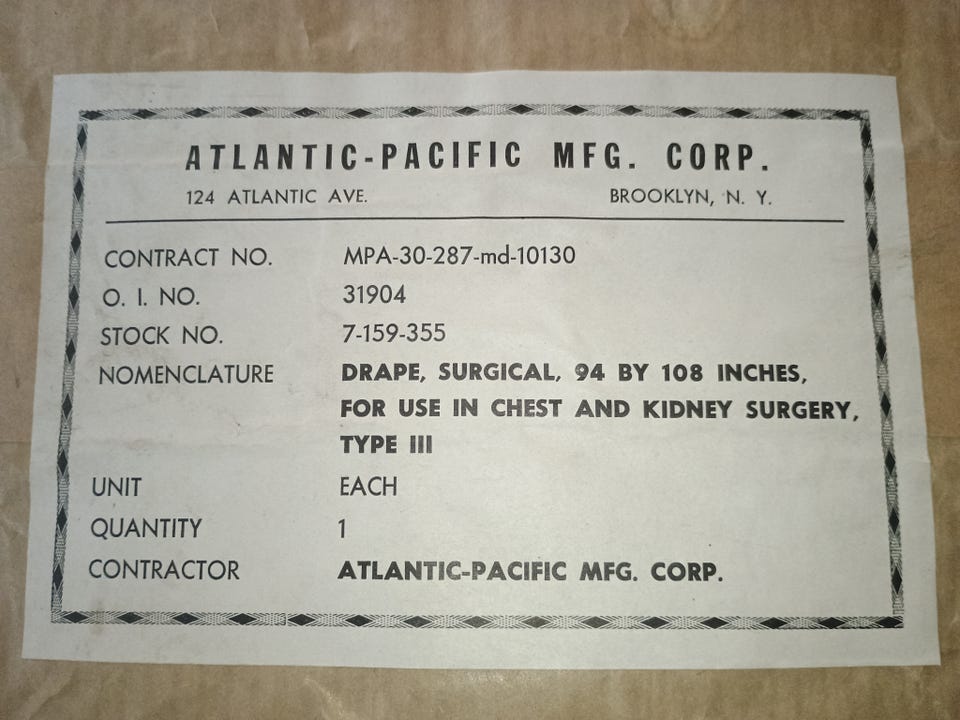 ATLANTIC-PACIFIC MFG. CORP.
124 ATLANTIC AVE. BROOKLYN, N. Y.
CONTRACT NO. MPA-30-287-md-10130
O. I. NO. 31904
STOCK NO. 7-159-355
NOMENCLATURE DRAPE, SURGICAL, 94 BY 108 INCHES,
FOR USE IN CHEST AND KIDNEY SURGERY,
TYPE III
UNIT EACH
QUANTITY 1
CONTRACTOR ATLANTIC-PACIFIC MFG. CORP.